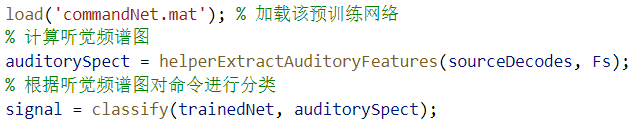 load('commandNet.mat'); % 加载该预训练网络
% 计算听觉频谱图
auditorySpect = helperExtractAuditoryFeatures(sourceDecodes, Fs);
% 根据听觉频谱图对命令进行分类
signal = classify(trainedNet, auditorySpect);